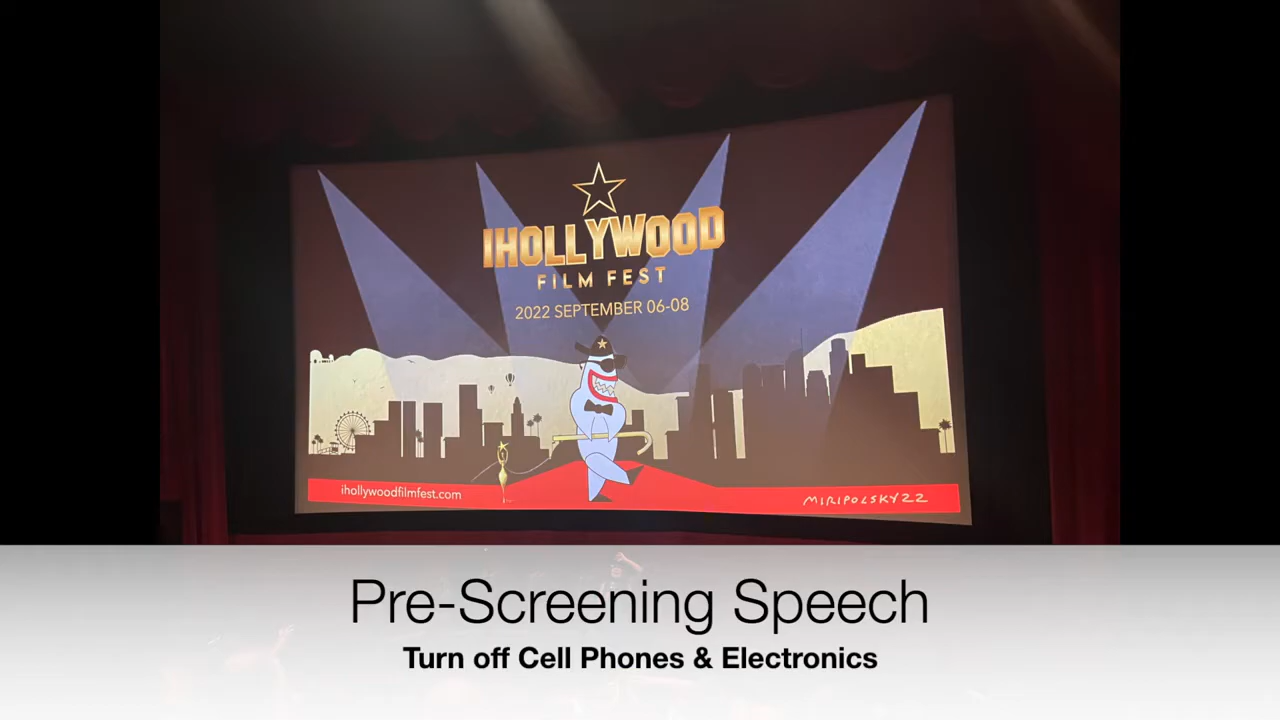 IHOLLYWOOD
FILM FEST
2022 SEPTEMBER 06-08
ihollywoodfilmfest.com
MIRIPOLSKY22
Pre-Screening Speech
Turn off Cell Phones & Electronics